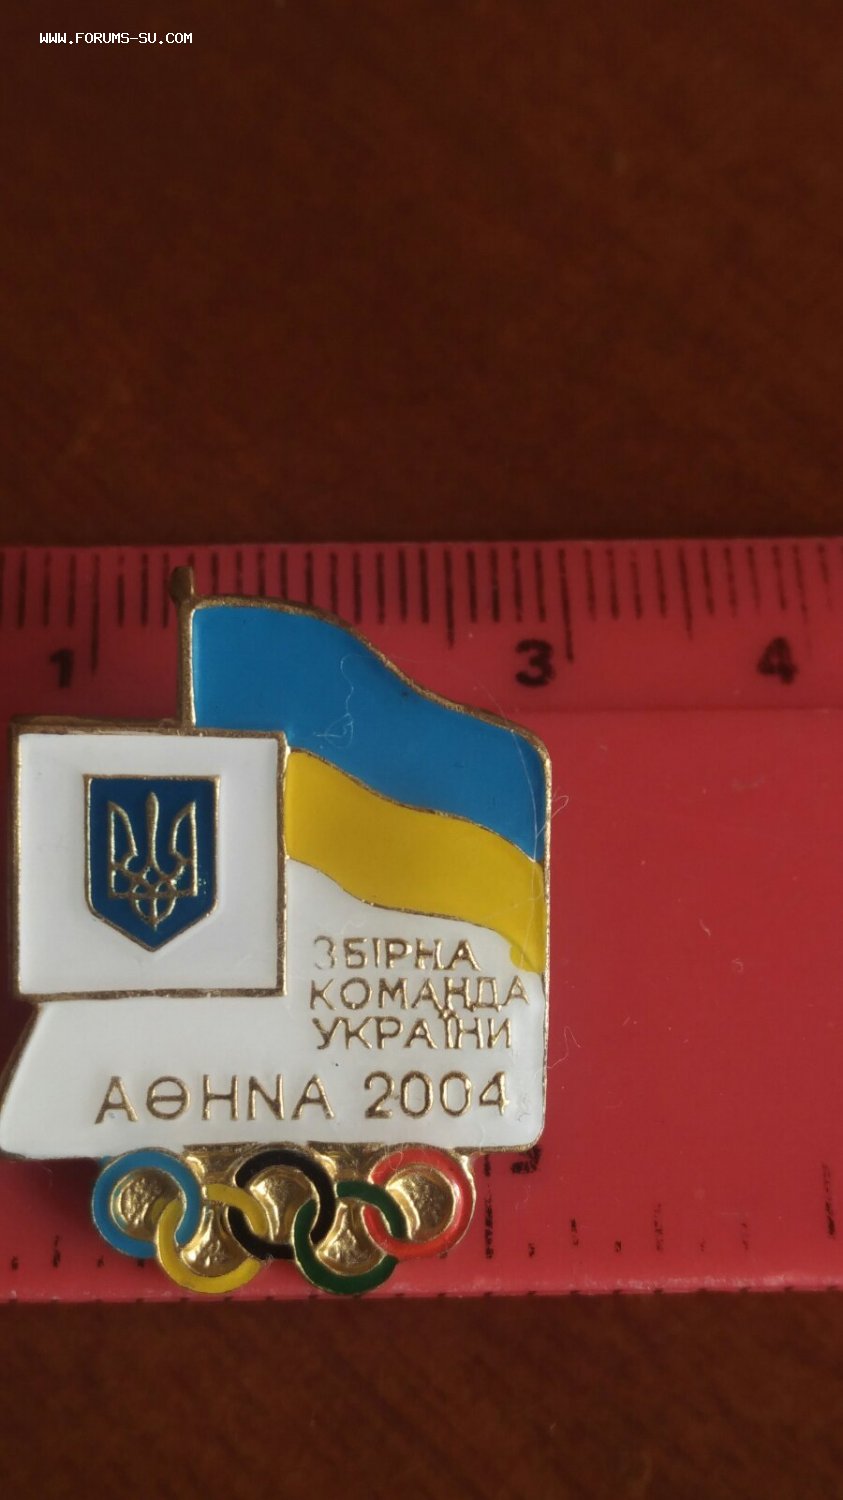 WWW.FORUMS-SU.COM
1 3 4
ЗБІРНА
КОМАНДА
УКРАЇНИ
ΑΘΗΝΑ 2004